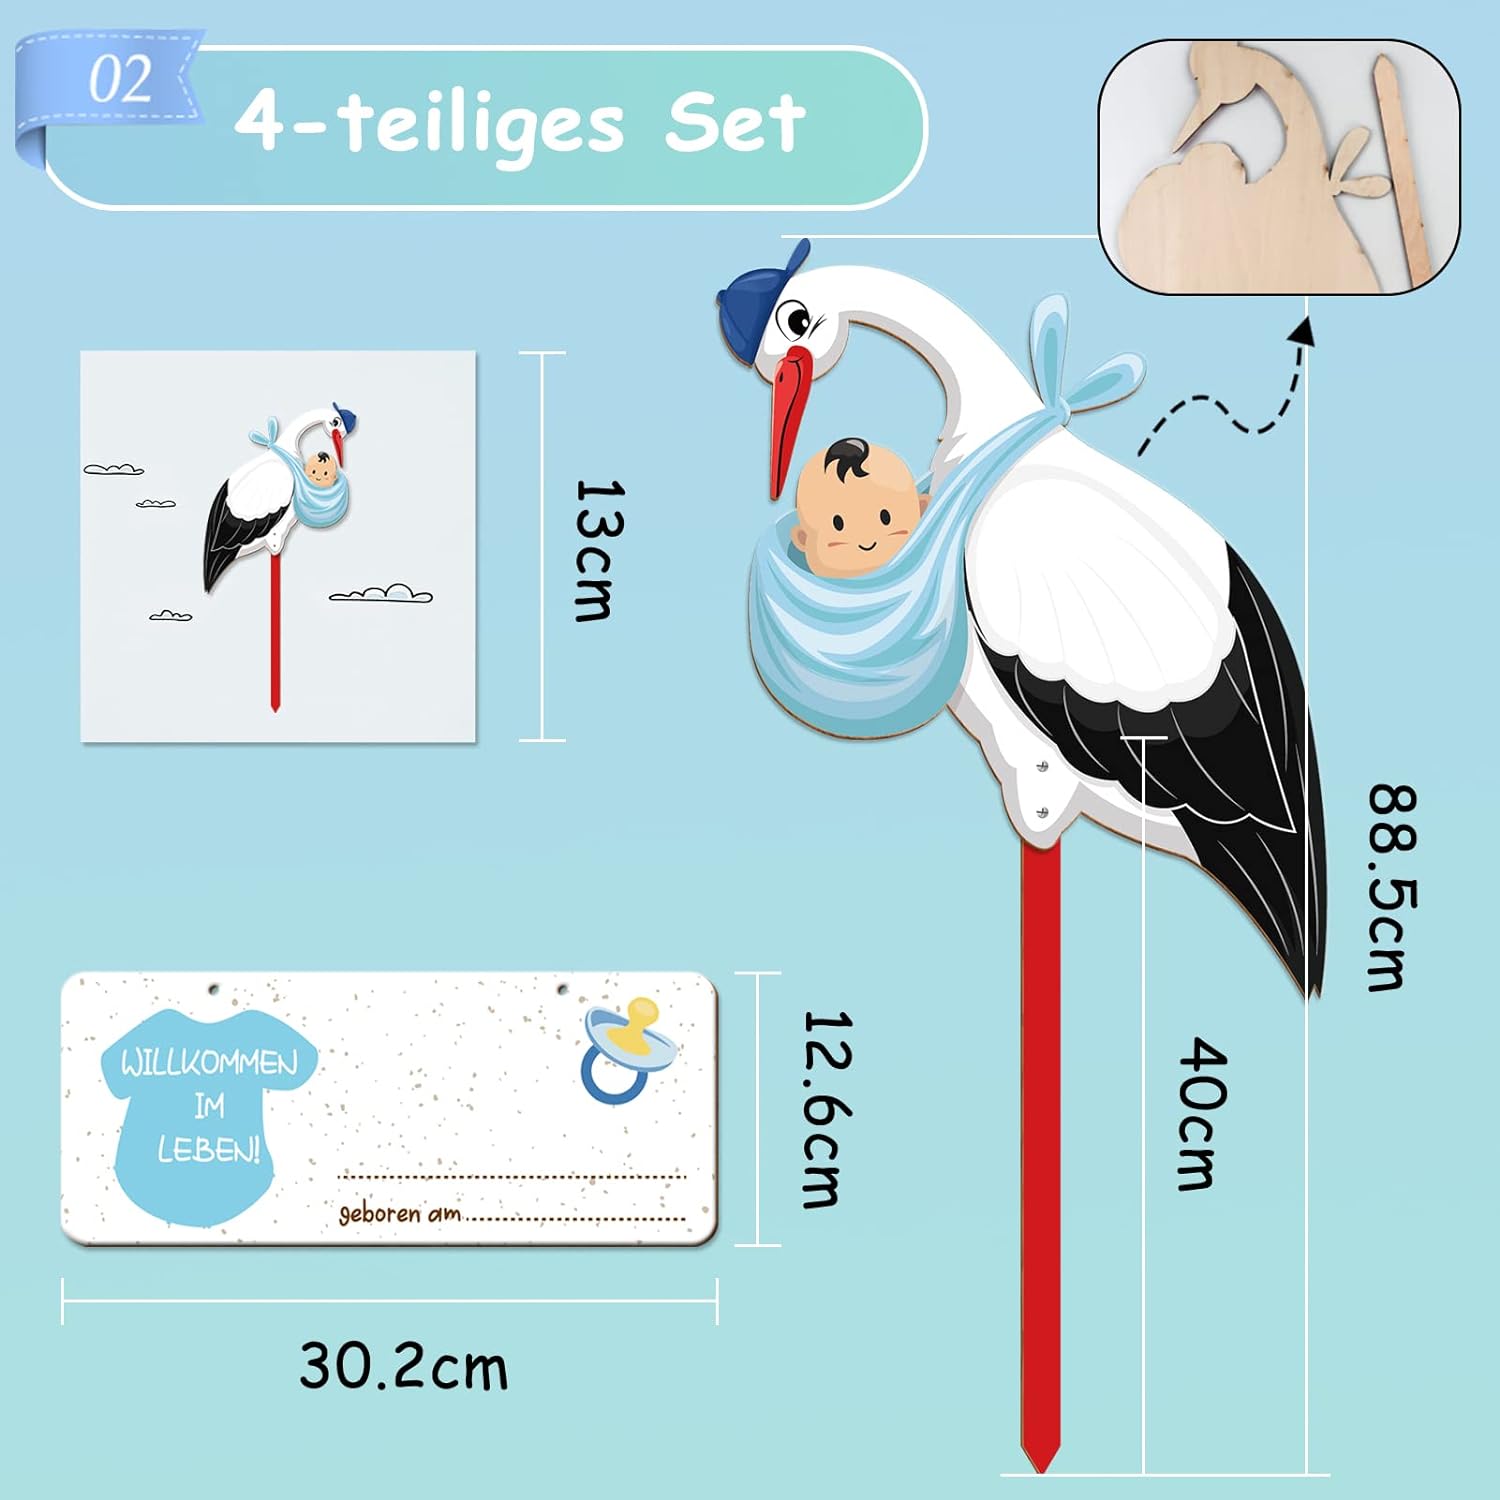 02
4-teiliges Set
13cm
88.5cm
40cm
WILLKOMMEN
IM
LEBEN!
geboren am
12.6cm
30.2cm